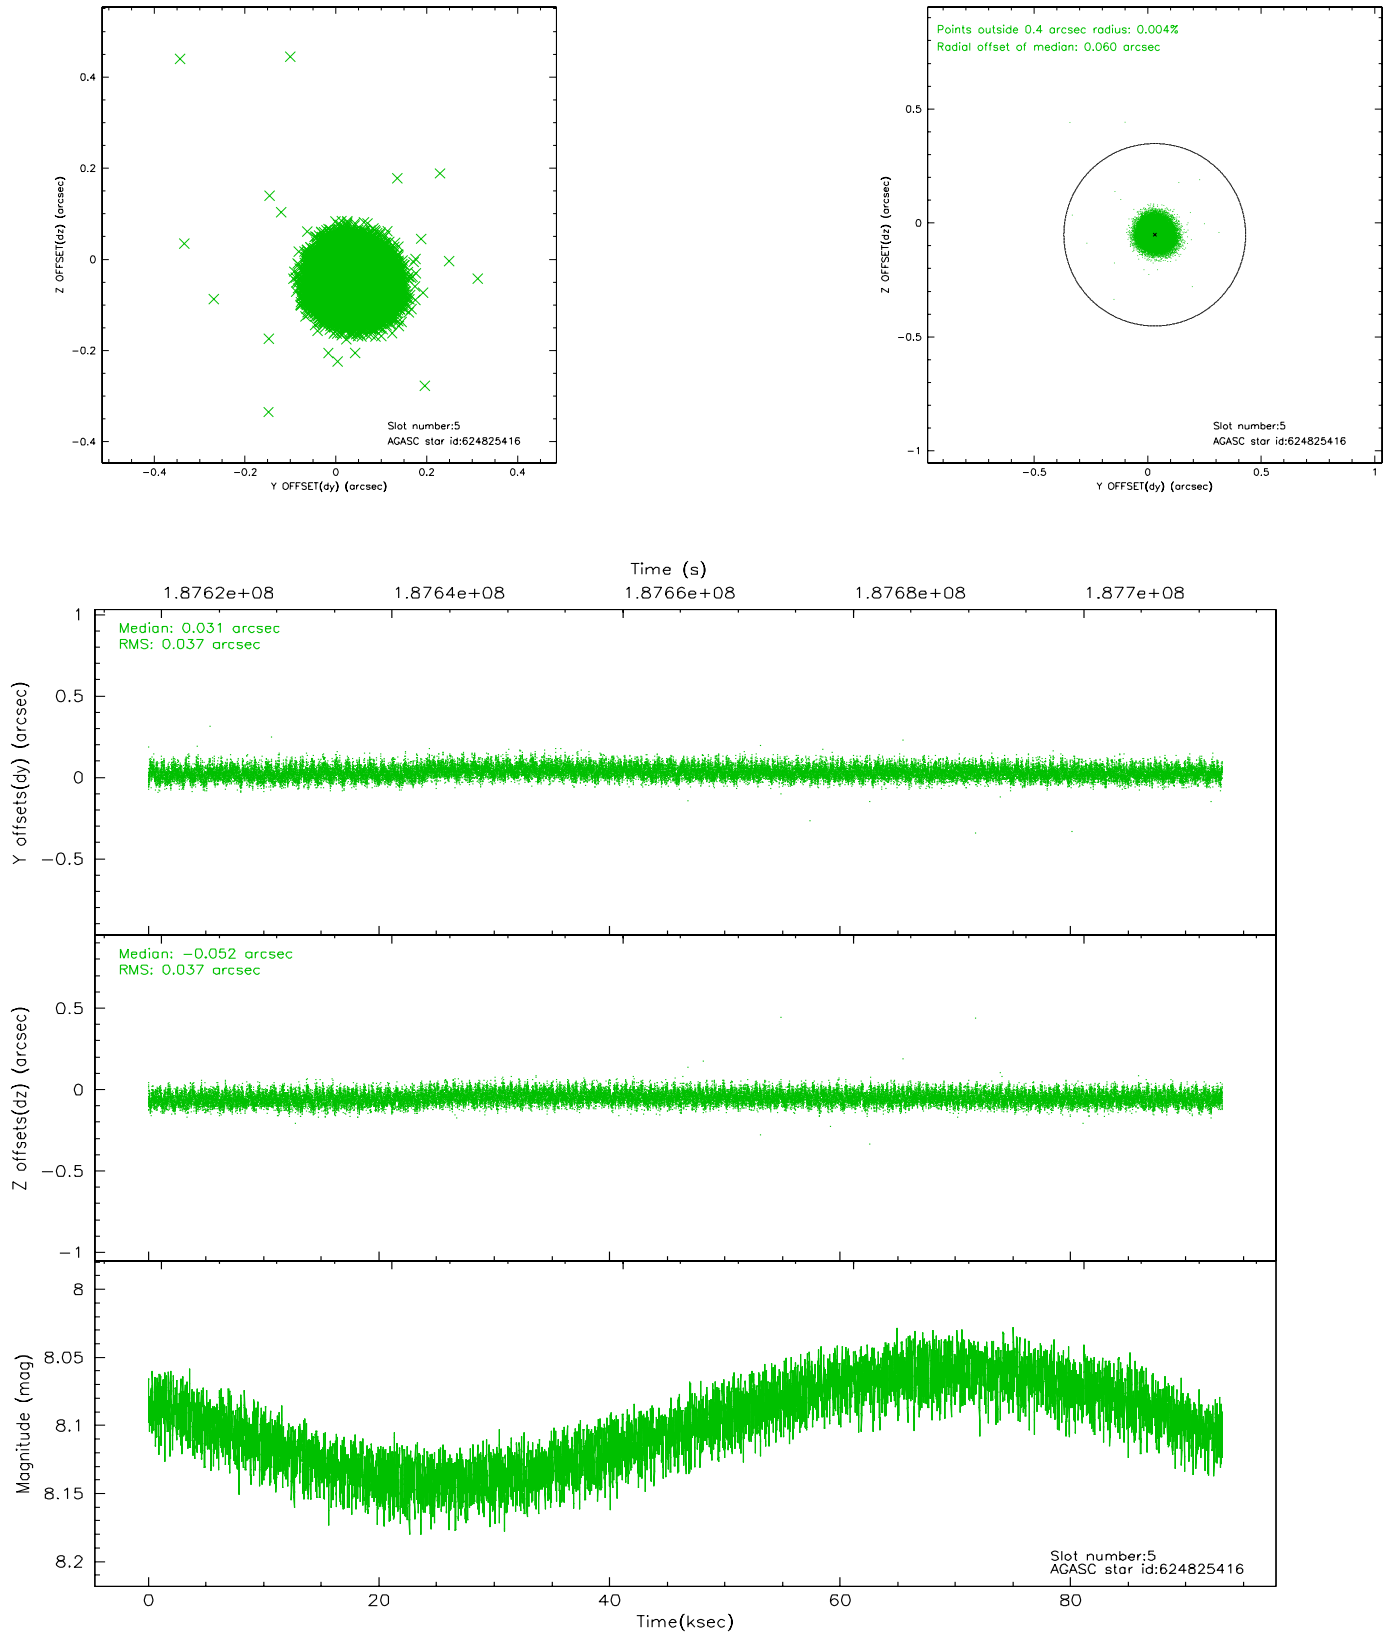 0.4
0.2
0
−0.2
−0.4
Z OFFSET(dz) (arcsec)
Slot number:5
AGASC star id:624825416
−0.4 −0.2 0 0.2 0.4
Y OFFSET(dy) (arcsec)
Points outside 0.4 arcsec radius: 0.004%
Radial offset of median: 0.060 arcsec
0.5
0
−0.5
−1
Z OFFSET(dz) (arcsec)
Slot number:5
AGASC star id:624825416
−0.5 0 0.5 1
Y OFFSET(dy) (arcsec)
Time (s)
1.8762e+08 1.8764e+08 1.8766e+08 1.8768e+08 1.877e+08
Median: 0.031 arcsec
RMS: 0.037 arcsec
1
0.5
0
−0.5
Y offsets(dy) (arcsec)
Median: −0.052 arcsec
RMS: 0.037 arcsec
0.5
0
−0.5
−1
Z offsets(dz) (arcsec)
8
8.05
8.1
8.15
8.2
Magnitude (mag)
Slot number:5
AGASC star id:624825416
0 20 40 60 80
Time(ksec)